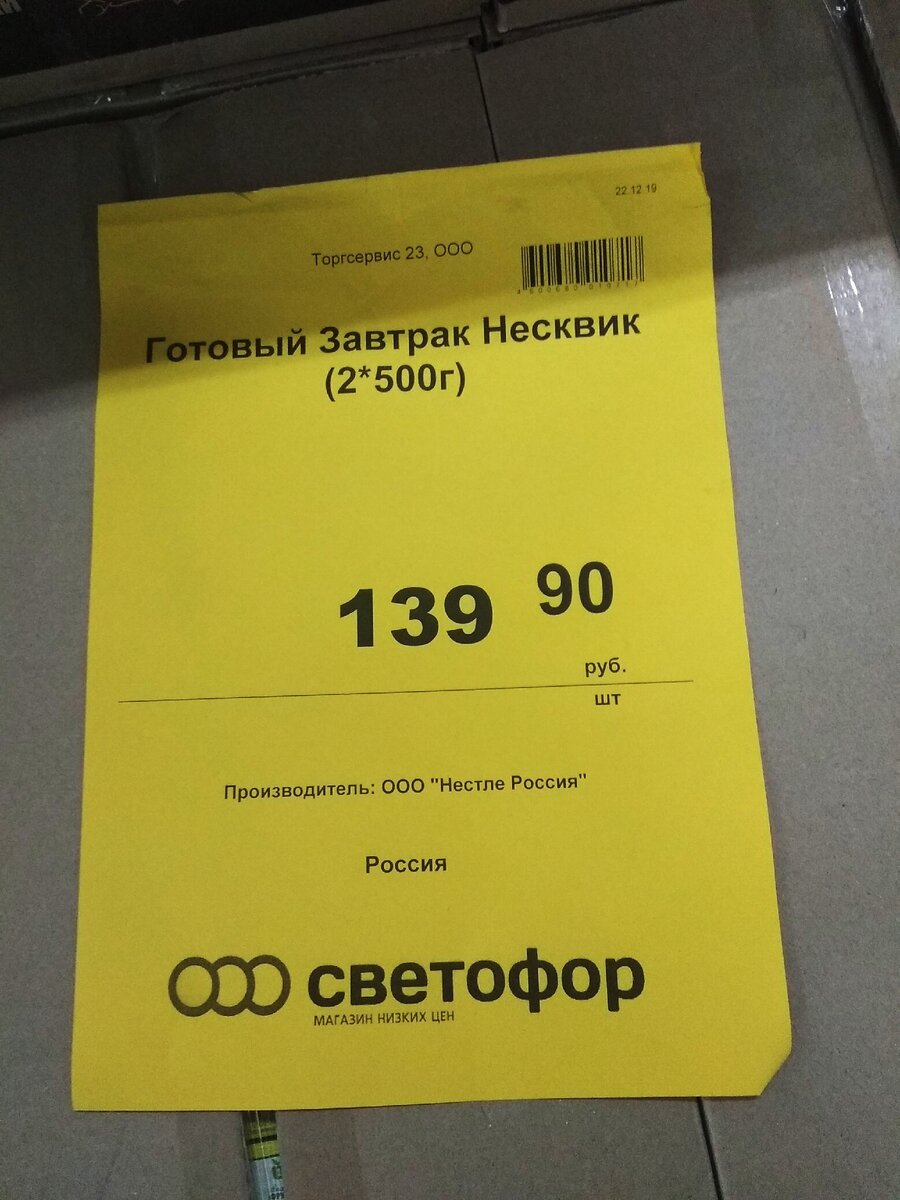 22 12 19
Торгсервис 23, ООО
Готовый Завтрак Несквик
(2*500г)
139 90
руб.
шт
Производитель: ООО "Нестле Россия"
Россия
светофор
МАГАЗИН НИЗКИХ ЦЕН